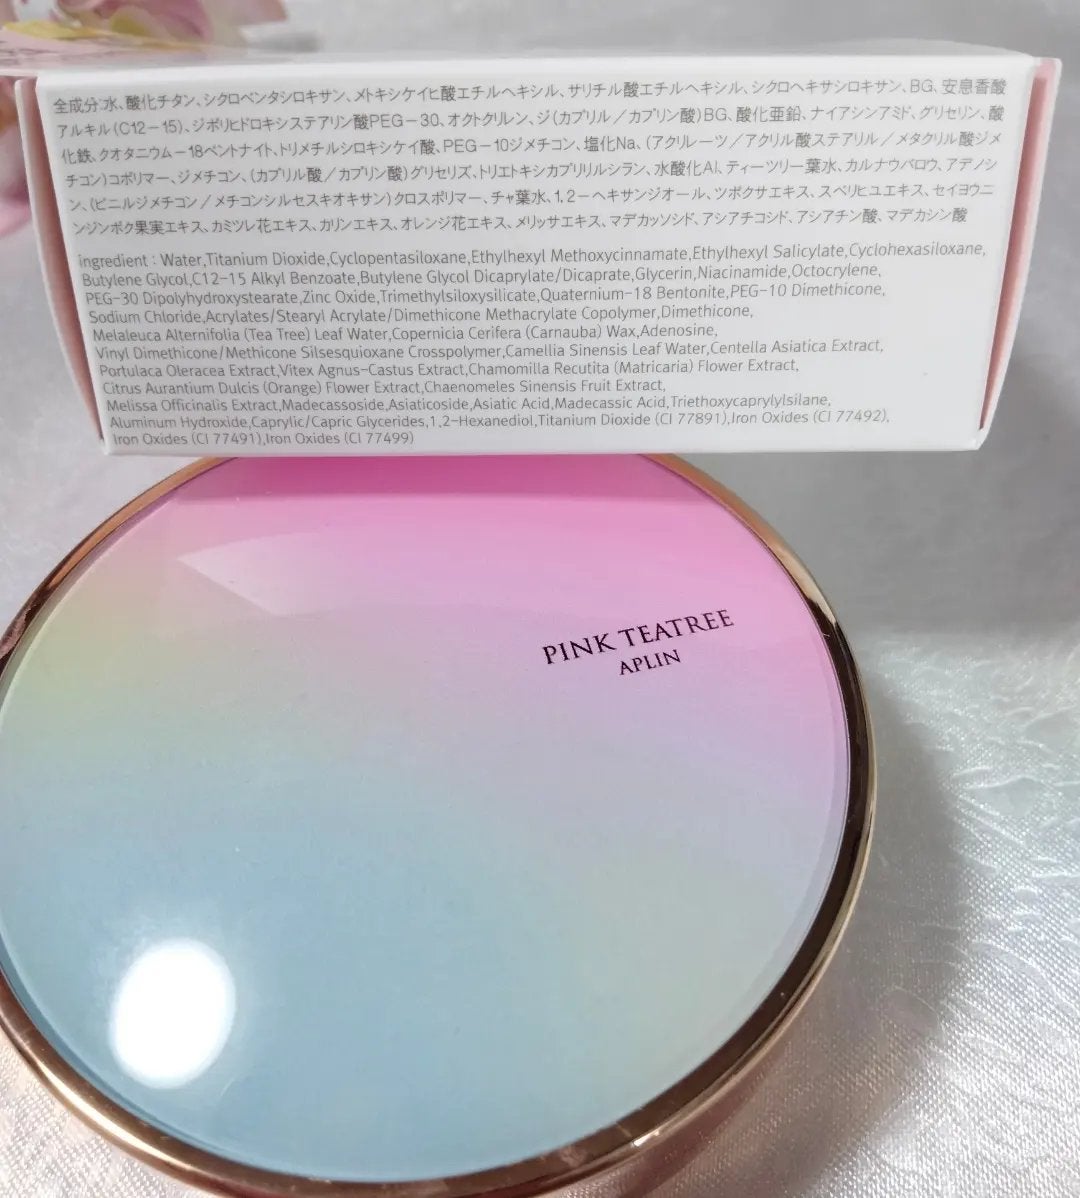 全成分:水、酸化チタン、シクロペンタシロキサン、メトキシケイヒ酸エチルヘキシル、サリチル酸エチルヘキシル、シクロヘキサシロキサン、BG、安息香酸
アルキル(C12-15)、ジポリヒドロキシステアリン酸PEG-30、オクトクリレン、ジ(カプリル/カプリン酸)BG、酸化亜鉛、ナイアシンアミド、グリセリン、酸
化鉄、クオタニウム-18ベントナイト、トリメチルシロキシケイ酸、PEG-10ジメチコン、塩化Na、(アクリレーツ/アクリル酸ステアリル/メタクリル酸ジメ
チコン)コポリマー、ジメチコン、(カプリル酸/カプリン酸)グリセリズ、トリエトキシカプリリルシラン、水酸化Al、ティーツリー葉水、カルナウバロウ、アデノシ
ン、(ビニルジメチコン/メチコンシルセスキオキサン)クロスポリマー、チャ葉水、1,2-ヘキサンジオール、ツボクサエキス、スベリヒユエキス、セイヨウニ
ンジンボク果実エキス、カミツレ花エキス、カリンエキス、オレンジ花エキス、メリッサエキス、マデカッソシド、アシアチコシド、アシアチン酸、マデカシン酸
ingredient : Water,Titanium Dioxide,Cyclopentasiloxane,Ethylhexyl Methoxycinnamate,Ethylhexyl Salicylate,Cyclohexasiloxane,
Butylene Glycol,C12-15 Alkyl Benzoate,Butylene Glycol Dicaprylate/Dicaprate,Glycerin,Niacinamide,Octocrylene,
PEG-30 Dipolyhydroxystearate,Zinc Oxide,Trimethylsiloxysilicate,Quaternium-18 Bentonite,PEG-10 Dimethicone,
Sodium Chloride,Acrylates/Stearyl Acrylate/Dimethicone Methacrylate Copolymer,Dimethicone,
Melaleuca Alternifolia (Tea Tree) Leaf Water,Copernicia Cerifera (Carnauba) Wax,Adenosine,
Vinyl Dimethicone/Methicone Silsesquioxane Crosspolymer,Camellia Sinensis Leaf Water,Centella Asiatica Extract,
Portulaca Oleracea Extract,Vitex Agnus-Castus Extract,Chamomilla Recutita (Matricaria) Flower Extract,
Citrus Aurantium Dulcis (Orange) Flower Extract,Chaenomeles Sinensis Fruit Extract,
Melissa Officinalis Extract,Madecassoside,Asiaticoside,Asiatic Acid,Madecassic Acid,Triethoxycaprylylsilane,
Aluminum Hydroxide,Caprylic/Capric Glycerides,1,2-Hexanediol,Titanium Dioxide (CI 77891),Iron Oxides (CI 77492),
Iron Oxides (CI 77491),Iron Oxides (CI 77499)
PINK TEATREE
APLIN